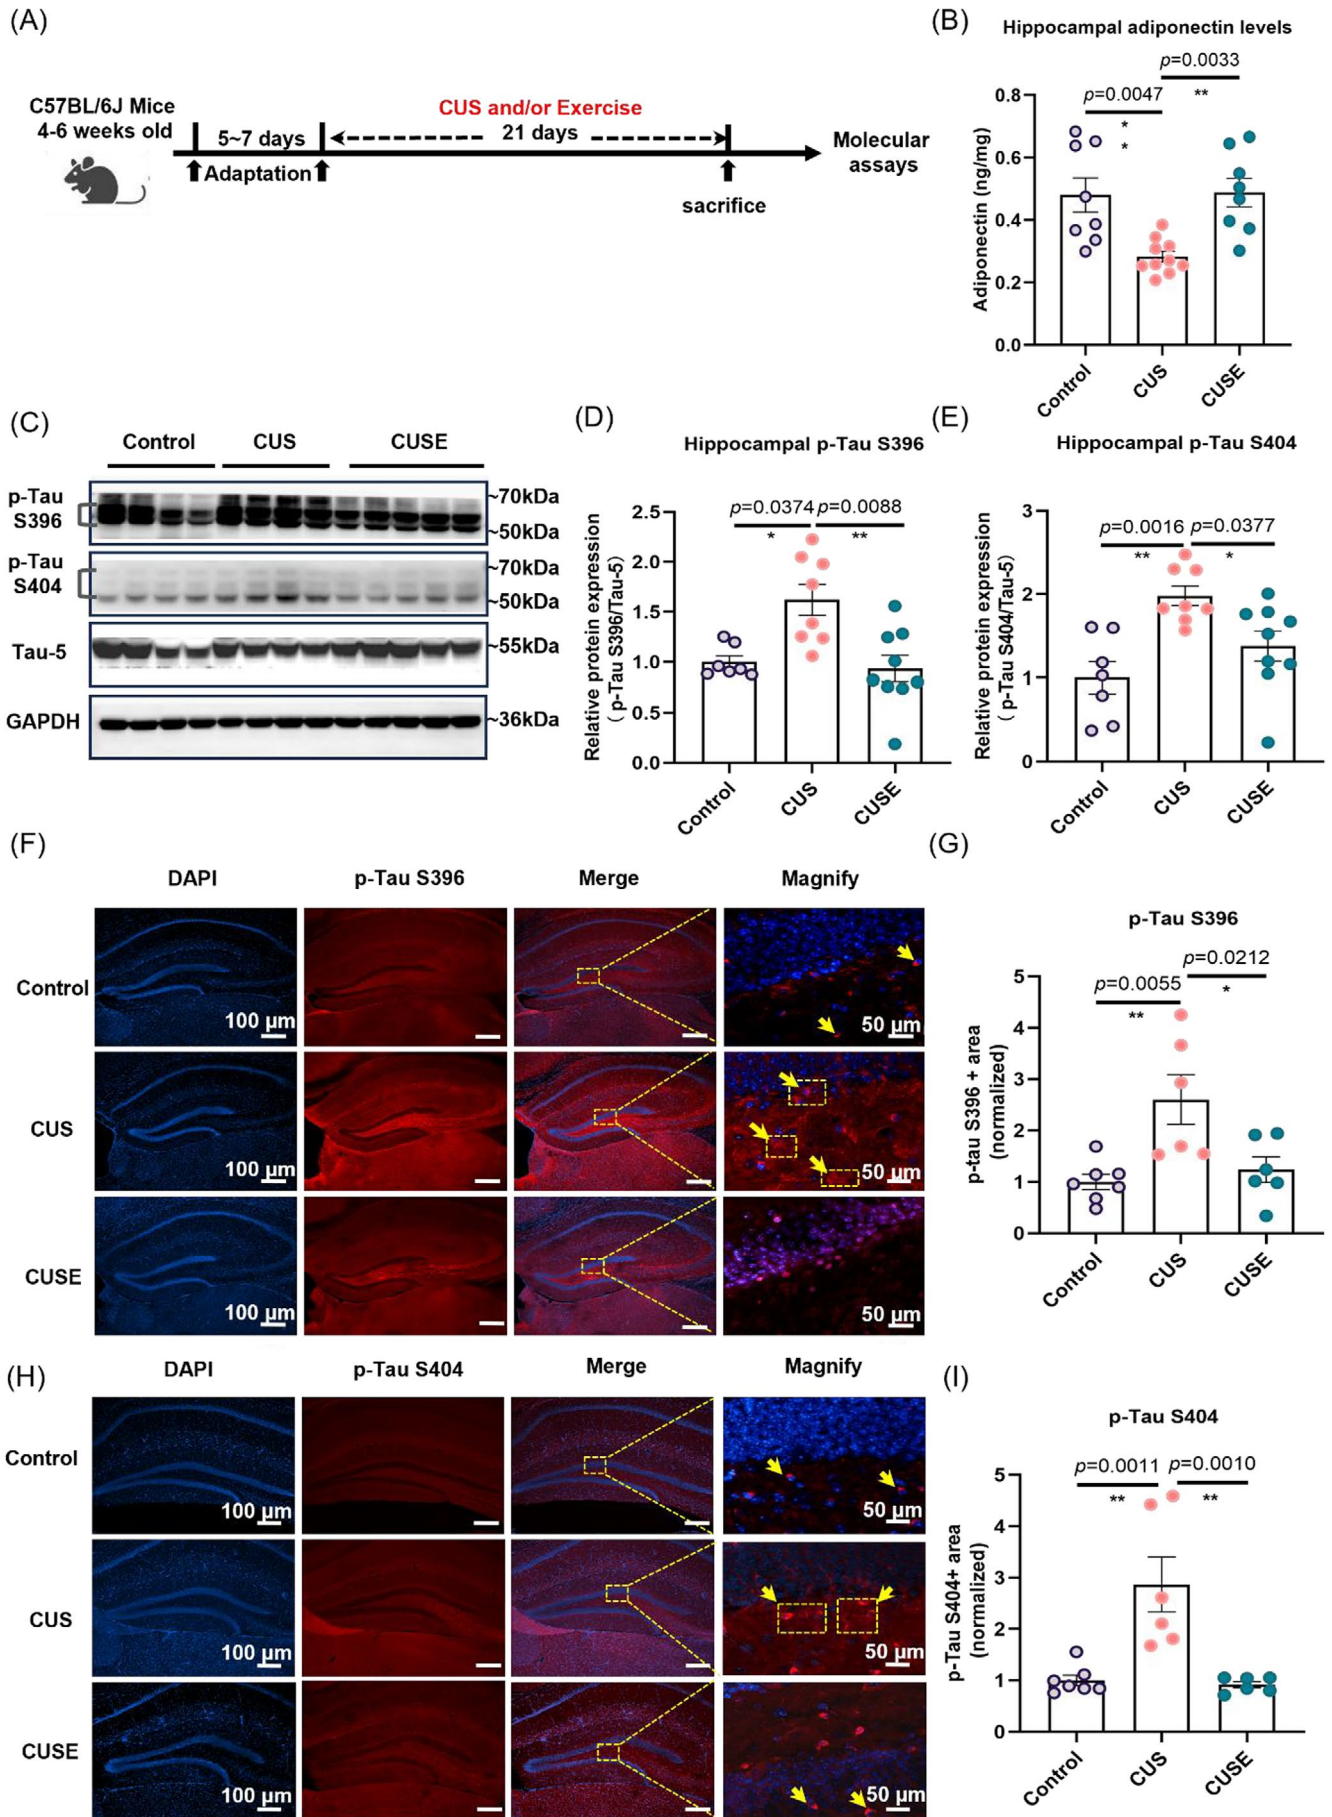 (A)
C57BL/6J Mice
4-6 weeks old
5~7 days
Adaptation
CUS and/or Exercise
21 days
sacrifice
Molecular
assays
(B)
Hippocampal adiponectin levels
p=0.0033
**
p=0.0047
*
*
Adiponectin (ng/mg)
0.8
0.6
0.4
0.2
0.0
Control
CUS
CUSE
(C)
Control
CUS
CUSE
p-Tau
S396
~70kDa
~50kDa
p-Tau
S404
~70kDa
~50kDa
Tau-5
~55kDa
GAPDH
~36kDa
(D)
Hippocampal p-Tau S396
p=0.0374
p=0.0088
*
**
Relative protein expression
( p-Tau S396/Tau-5)
2.5
2.0
1.5
1.0
0.5
0.0
Control
CUS
CUSE
(E)
Hippocampal p-Tau S404
p=0.0016
p=0.0377
**
*
Relative protein expression
( p-Tau S404/Tau-5)
3
2
1
0
Control
CUS
CUSE
(F)
DAPI
p-Tau S396
Merge
Magnify
Control
100 µm
50 µm
CUS
100 µm
50 µm
CUSE
100 µm
50 µm
(G)
p-Tau S396
p=0.0212
p=0.0055
*
**
p-tau S396 + area
(normalized)
5
4
3
2
1
0
Control
CUS
CUSE
(H)
DAPI
p-Tau S404
Merge
Magnify
Control
100 µm
50 µm
CUS
100 µm
50 µm
CUSE
100 µm
50 µm
(I)
p-Tau S404
p=0.0011
p=0.0010
**
**
p-Tau S404+ area
(normalized)
5
4
3
2
1
0
Control
CUS
CUSE